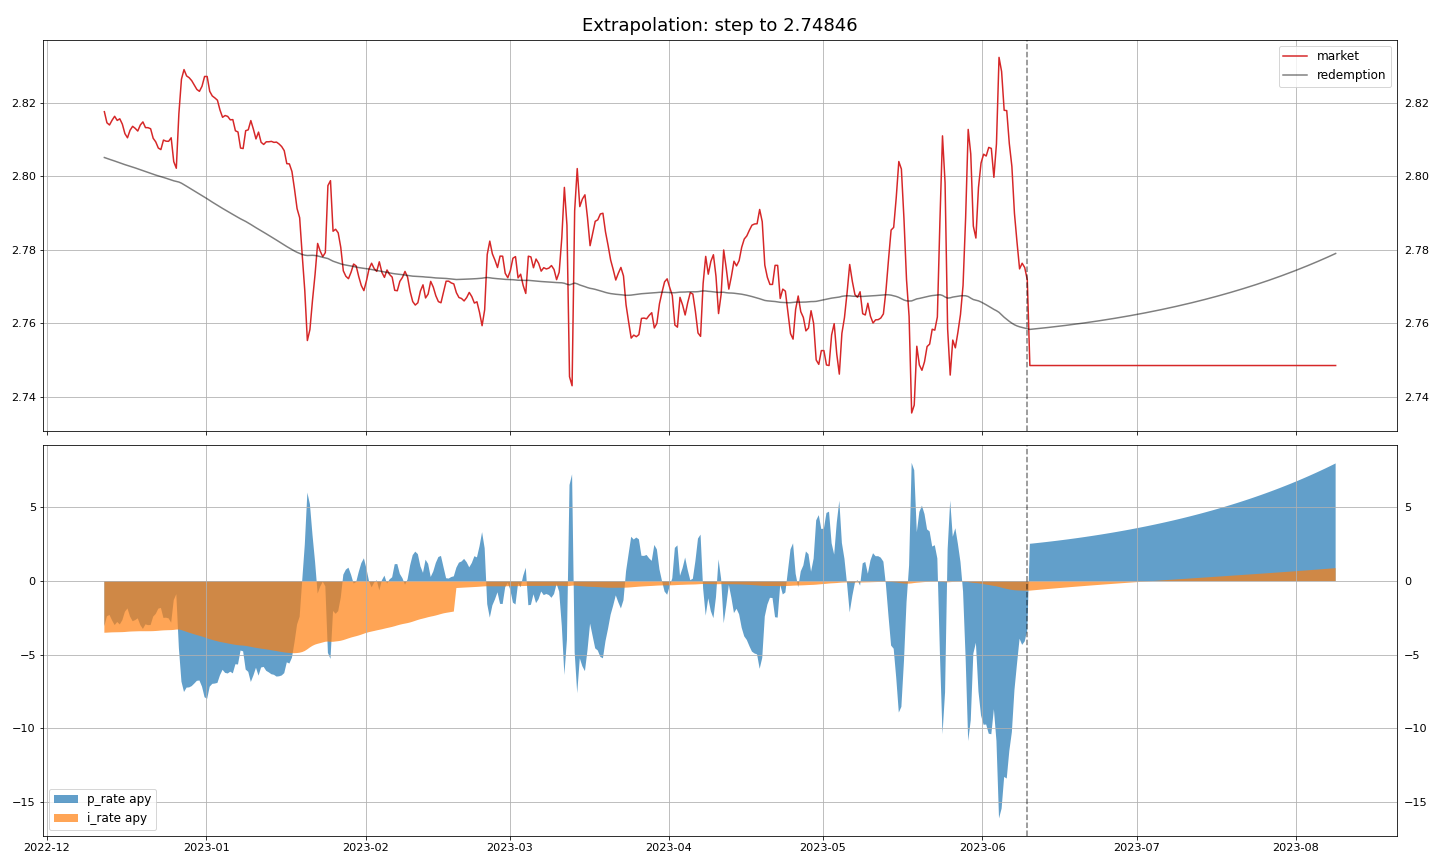 Extrapolation: step to 2.74846
market
redemption
2.82 2.82
2.80 2.80
2.78 2.78
2.76 2.76
2.74 2.74
5 5
0 0
−5 −5
−10 −10
−15 −15
p_rate apy
i_rate apy
2022-12 2023-01 2023-02 2023-03 2023-04 2023-05 2023-06 2023-07 2023-08